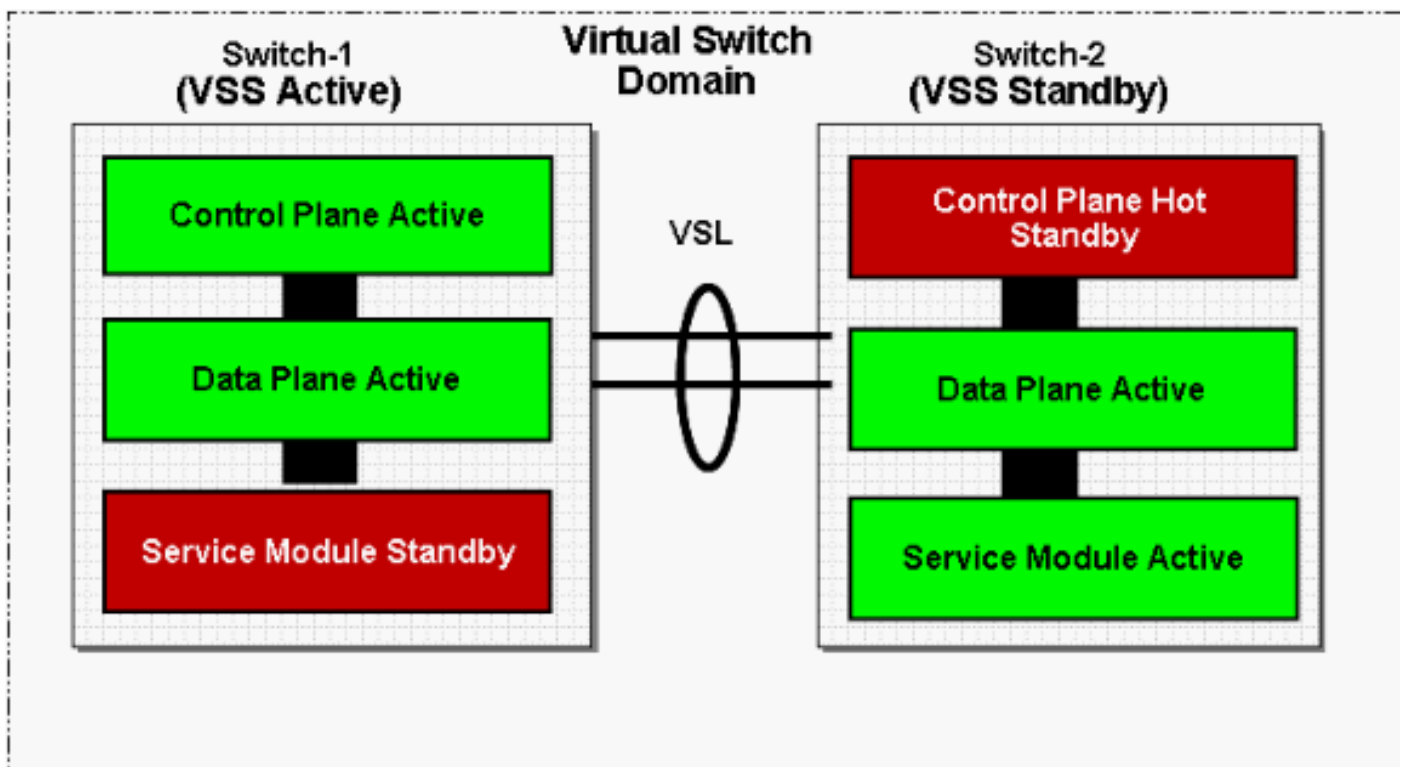 Switch-1
(VSS Active)
Virtual Switch
Domain
Switch-2
(VSS Standby)
Control Plane Active
Data Plane Active
Service Module Standby
VSL
Control Plane Hot
Standby
Data Plane Active
Service Module Active